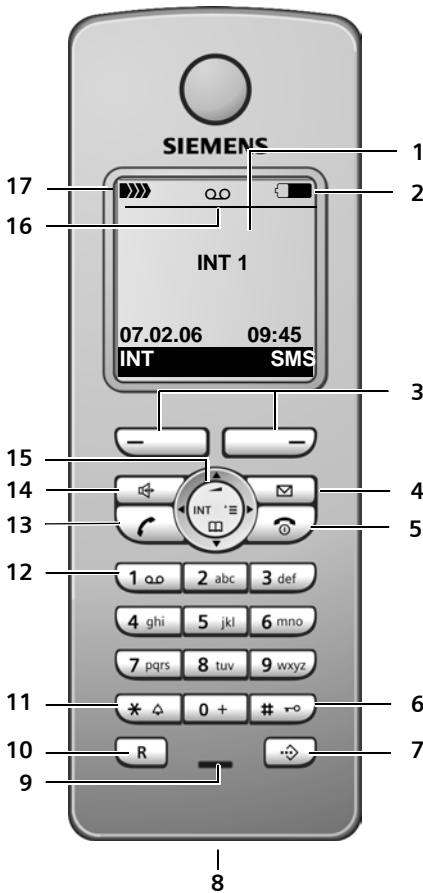 SIEMENS
1
17
2
16
INT 1
07.02.06 09:45
INT SMS
3
15
14
INT
4
13
5
12
1 2 abc 3 def
4 ghi 5 jkl 6 mno
7 pqrs 8 tuv 9 wxyz
11
* 0 + #
6
10
R
7
9
8